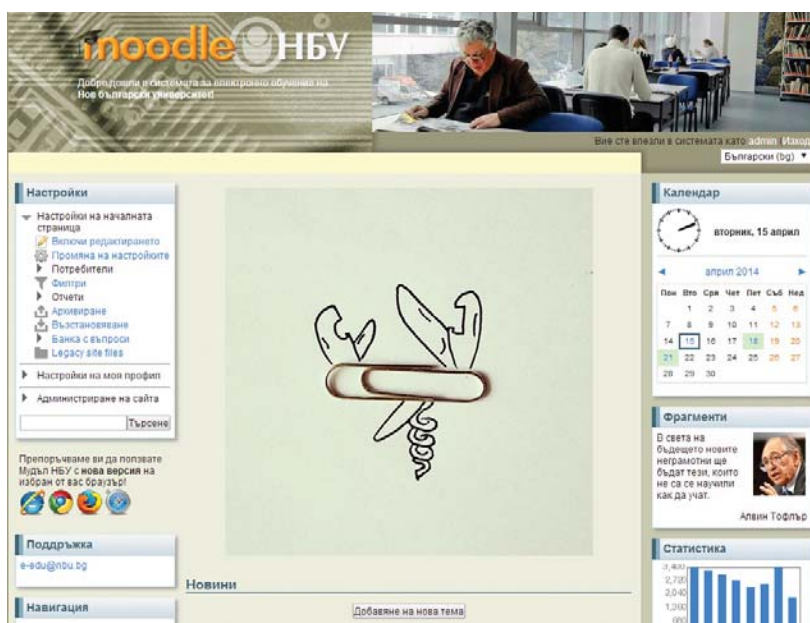 moodle НБУ
Добре дошли в системата за електронно обучение на
Нов български университет!
Вие сте влезли в системата като admin (Изход
Български (bg)
Настройки
Настройки на началната
страница
Включи редактирането
Промяна на настройките
Потребители
Филтри
Отчети
Архивиране
Възстановяване
Банка с въпроси
Legacy site files
Настройки на моя профил
Администриране на сайта
Търсене
Препоръчваме ви да ползвате
Мудъл НБУ с нова версия на
избран от вас браузър!
Поддръжка
e-edu@nbu.bg
Навигация
Новини
Добавяне на нова тема
Календар
вторник, 15 април
април 2014
Пон Вто Сря Чет Пет Съб Нед
1 2 3 4 5 6
7 8 9 10 11 12 13
14 15 16 17 18 19 20
21 22 23 24 25 26 27
28 29 30
Фрагменти
В света на
бъдещето новите
неграмотни ще
бъдат тези, които
не са се научили
как да учат.
Алвин Тофлър
Статистика
3,400
2,720
2,040
1,360
680